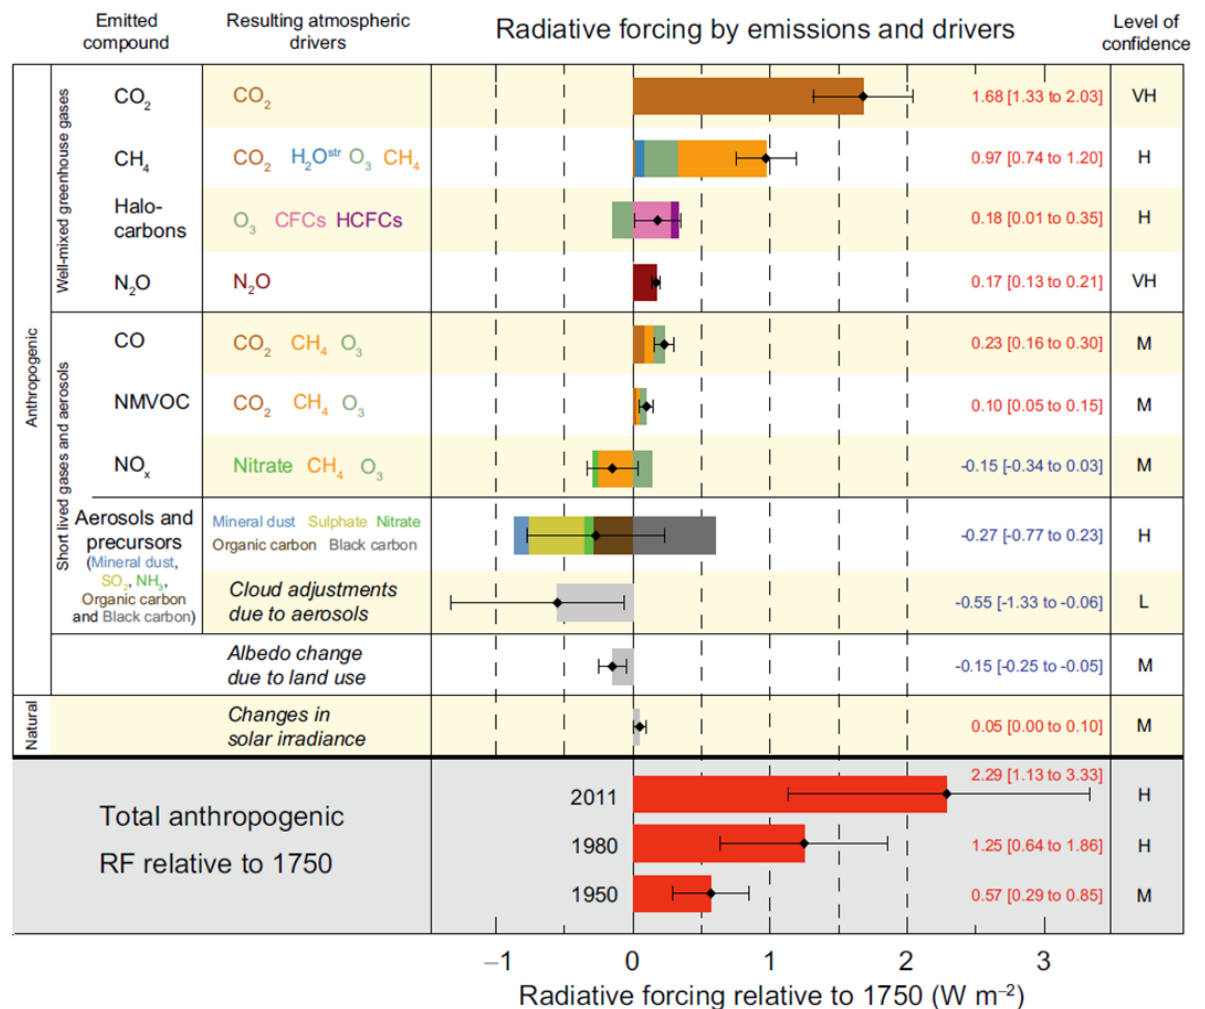 Emitted compound
Resulting atmospheric drivers
Radiative forcing by emissions and drivers
Level of confidence
Anthropogenic
Well-mixed greenhouse gases
CO₂ CO₂ 1.68 [1.33 to 2.03] VH
CH₄ CO₂ H₂Oˢᵗʳ O₃ CH₄ 0.97 [0.74 to 1.20] H
Halo-
carbons O₃ CFCs HCFCs 0.18 [0.01 to 0.35] H
N₂O N₂O 0.17 [0.13 to 0.21] VH
Short lived gases and aerosols
CO CO₂ CH₄ O₃ 0.23 [0.16 to 0.30] M
NMVOC CO₂ CH₄ O₃ 0.10 [0.05 to 0.15] M
NOₓ Nitrate CH₄ O₃ -0.15 [-0.34 to 0.03] M
Aerosols and
precursors
(Mineral dust,
SO₂, NH₃,
Organic carbon
and Black carbon)
Mineral dust Sulphate Nitrate
Organic carbon Black carbon
-0.27 [-0.77 to 0.23] H
Cloud adjustments
due to aerosols
-0.55 [-1.33 to -0.06] L
Albedo change
due to land use
-0.15 [-0.25 to -0.05] M
Natural
Changes in
solar irradiance
0.05 [0.00 to 0.10] M
Total anthropogenic
RF relative to 1750
2011 2.29 [1.13 to 3.33] H
1980 1.25 [0.64 to 1.86] H
1950 0.57 [0.29 to 0.85] M
–1 0 1 2 3
Radiative forcing relative to 1750 (W m⁻²)